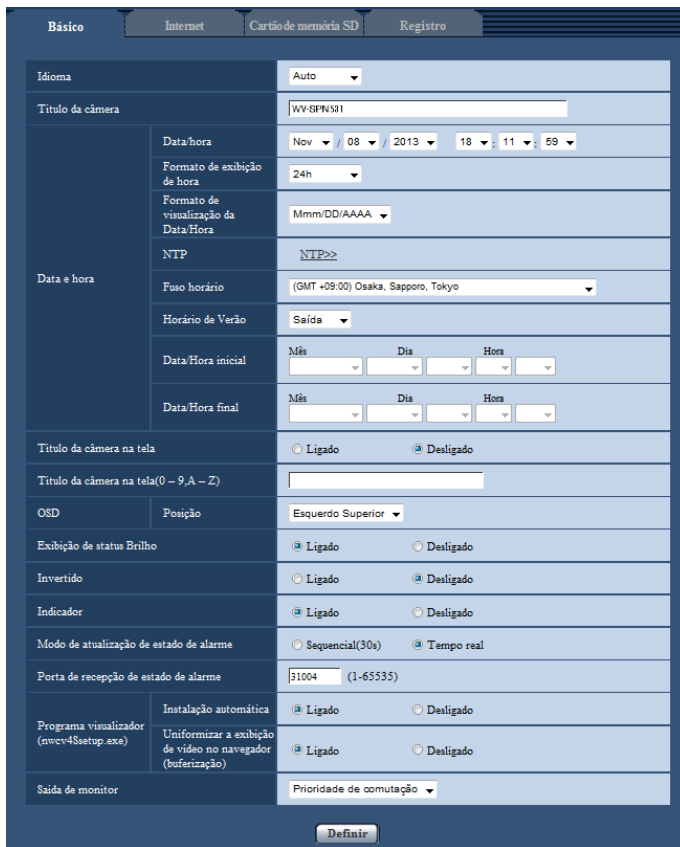 Básico Internet Cartão de memória SD Registro
Idioma Auto
Titulo da câmera WV-SPN531
Data e hora
Data/hora Nov / 08 / 2013 18 : 11 : 59
Formato de exibição
de hora
24h
Formato de
visualização da
Data/Hora
Mmm/DD/AAAA
NTP NTP>>
Fuso horário (GMT +09:00) Osaka, Sapporo, Tokyo
Horário de Verão Saída
Data/Hora inicial Mês Dia Hora
Data/Hora final Mês Dia Hora
Titulo da câmera na tela Ligado Desligado
Titulo da câmera na tela(0 – 9,A – Z)
OSD Posição Esquerdo Superior
Exibição de status Brilho Ligado Desligado
Invertido Ligado Desligado
Indicador Ligado Desligado
Modo de atualização de estado de alarme Sequencial(30s) Tempo real
Porta de recepção de estado de alarme 31004 (1-65535)
Programa visualizador
(nwcv4Ssetup.exe)
Instalação automática Ligado Desligado
Uniformizar a exibição
de vídeo no navegador
(buferização)
Ligado Desligado
Saída de monitor Prioridade de comutação
Definir